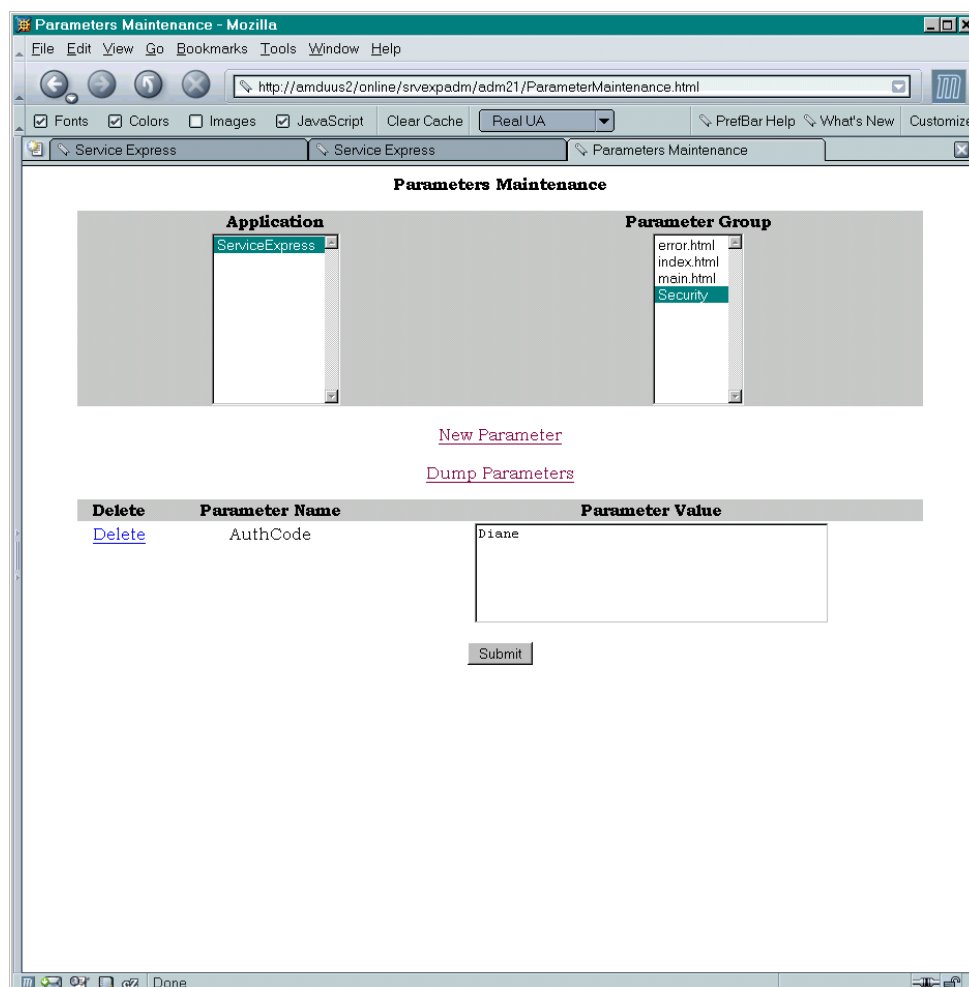 Parameters Maintenance - Mozilla
File Edit View Go Bookmarks Tools Window Help
http://amduus2/online/srvexpadm/adm21/ParameterMaintenance.html
Fonts Colors Images JavaScript Clear Cache Real UA PrefBar Help What's New Customize
Service Express Service Express Parameters Maintenance
Parameters Maintenance
Application Parameter Group
ServiceExpress error.html
index.html
main.html
Security
New Parameter
Dump Parameters
Delete Parameter Name Parameter Value
Delete AuthCode Diane
Submit
Done